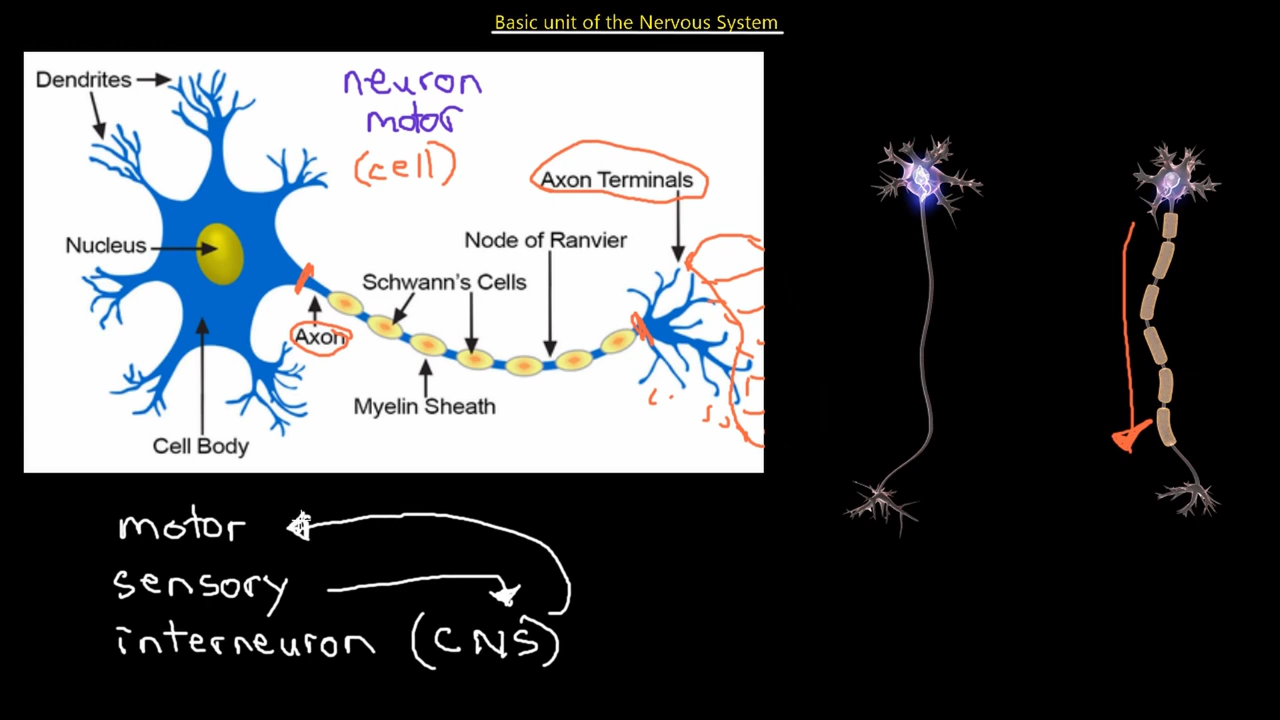 Basic unit of the Nervous System
Dendrites
neuron
motor
(cell)
Axon Terminals
Nucleus
Node of Ranvier
Schwann's Cells
Axon
Myelin Sheath
Cell Body
motor
sensory
interneuron (CNS)